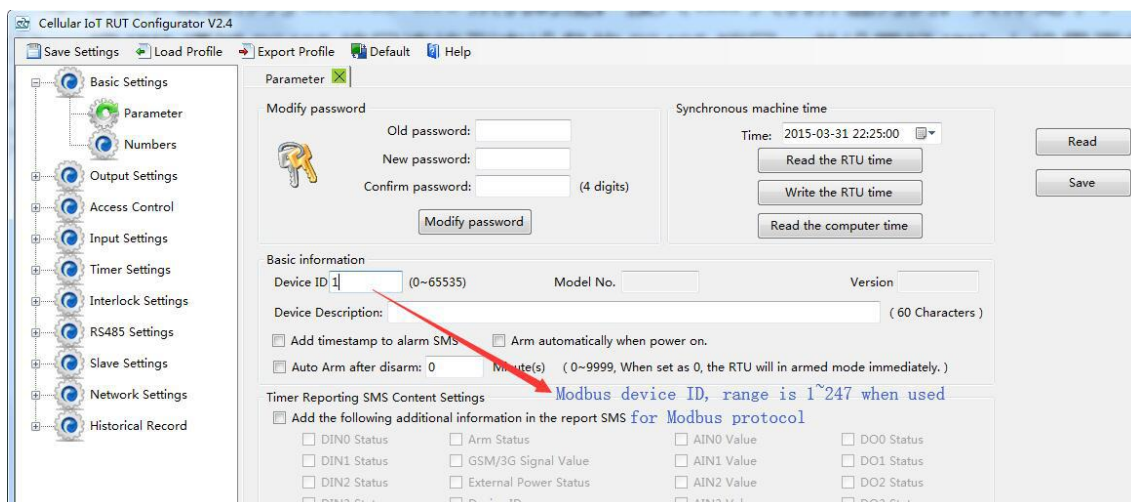 Cellular IoT RUT Configurator V2.4
Save Settings Load Profile Export Profile Default Help
Basic Settings
Parameter
Numbers
Output Settings
Access Control
Input Settings
Timer Settings
Interlock Settings
RS485 Settings
Slave Settings
Network Settings
Historical Record
Parameter
Modify password
Old password:
New password:
Confirm password: (4 digits)
Modify password
Synchronous machine time
Time: 2015-03-31 22:25:00
Read the RTU time
Write the RTU time
Read the computer time
Read
Save
Basic information
Device ID 1 (0~65535) Model No. Version
Device Description: ( 60 Characters )
Add timestamp to alarm SMS Arm automatically when power on.
Auto Arm after disarm: 0 Minute(s) ( 0~9999, When set as 0, the RTU will in armed mode immediately. )
Modbus device ID, range is 1~247 when used
for Modbus protocol
Timer Reporting SMS Content Settings
Add the following additional information in the report SMS
DIN0 Status Arm Status AIN0 Value DO0 Status
DIN1 Status GSM/3G Signal Value AIN1 Value DO1 Status
DIN2 Status External Power Status AIN2 Value DO2 Status